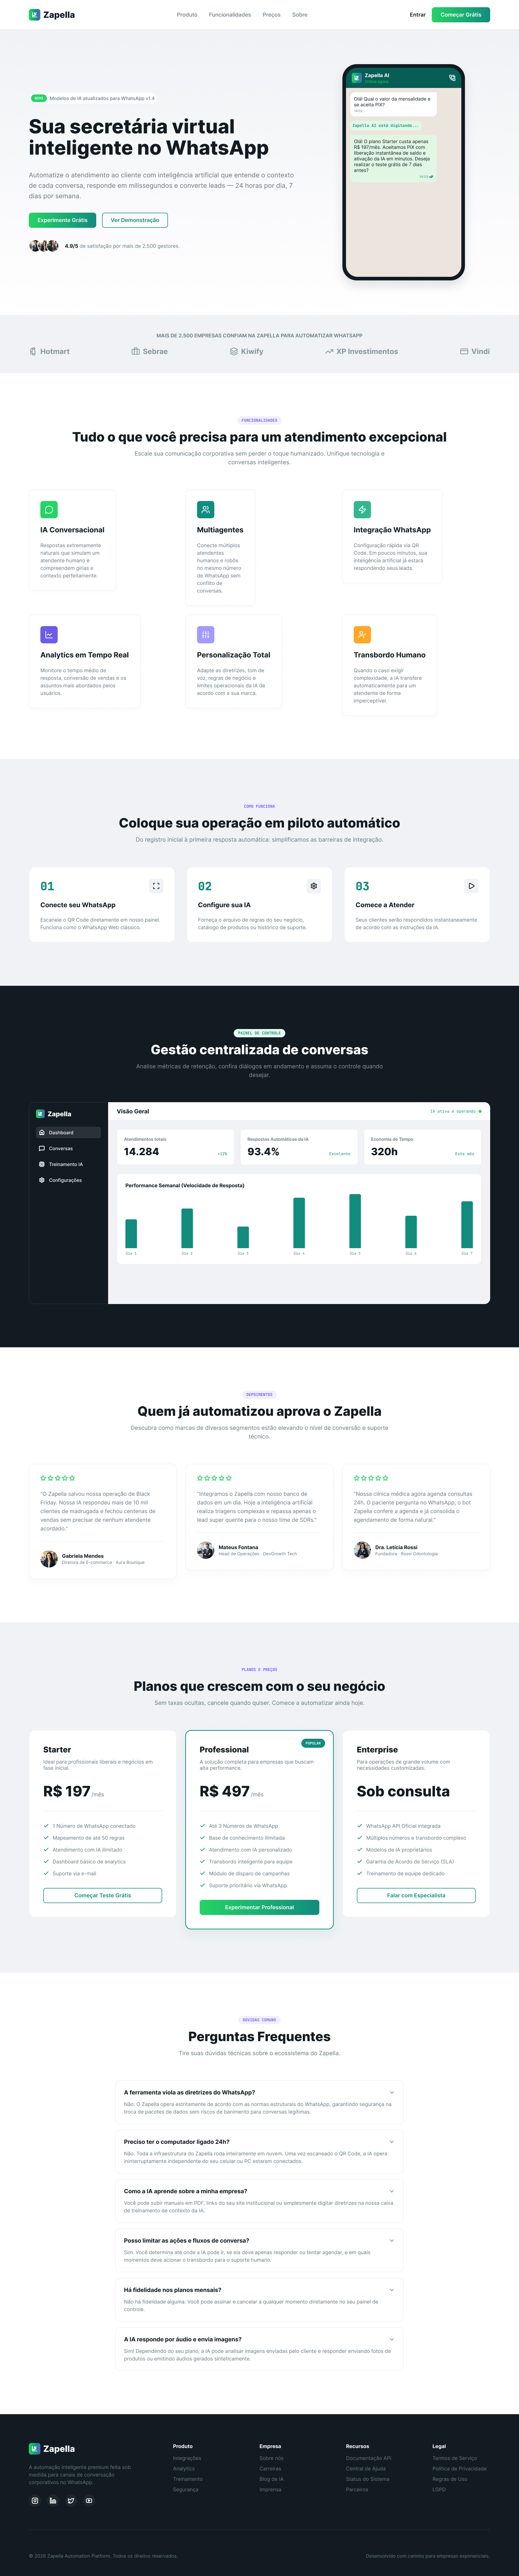 Zapella
Produto Funcionalidades Preços Sobre
Entrar Começar Grátis
NOVO Modelos de IA atualizados para WhatsApp v1.4
Sua secretária virtual
inteligente no WhatsApp
Automatize o atendimento ao cliente com inteligência artificial que entende o contexto
de cada conversa, responde em milissegundos e converte leads — 24 horas por dia, 7
dias por semana.
Experimente Grátis Ver Demonstração
4.9/5 de satisfação por mais de 2.500 gestores.
Zapella AI
Online agora
Olá! Qual o valor da mensalidade e
se aceita PIX?
Zapella AI está digitando...
Olá! O plano Starter custa apenas
R$ 197/mês. Aceitamos PIX com
liberação instantânea de saldo e
ativação da IA em minutos. Deseja
realizar o teste grátis de 7 dias
antes?
MAIS DE 2.500 EMPRESAS CONFIAM NA ZAPELLA PARA AUTOMATIZAR WHATSAPP
Hotmart Sebrae Kiwify XP Investimentos Vindi
FUNCIONALIDADES
Tudo o que você precisa para um atendimento excepcional
Escale sua comunicação corporativa sem perder o toque humanizado. Unifique tecnologia e
conversas inteligentes.
IA Conversacional
Respostas extremamente
naturais que simulam um
atendente humano e
compreendem gírias e
contexto perfeitamente.
Multiagentes
Conecte múltiplos
atendentes
humanos e robôs
no mesmo número
de WhatsApp sem
conflito de
conversas.
Integração WhatsApp
Configuração rápida via QR
Code. Em poucos minutos, sua
inteligência artificial já estará
respondendo seus leads.
Analytics em Tempo Real
Monitore o tempo médio de
resposta, conversão de vendas e os
assuntos mais abordados pelos
usuários.
Personalização Total
Adapte as diretrizes, tom de
voz, regras de negócio e
limites operacionais da IA de
acordo com a sua marca.
Transbordo Humano
Quando o caso exigir
complexidade, a IA transfere
automaticamente para um
atendente de forma
imperceptível.
COMO FUNCIONA
Coloque sua operação em piloto automático
Do registro inicial à primeira resposta automática: simplificamos as barreiras de integração.
01
Conecte seu WhatsApp
Escaneie o QR Code diretamente em nosso painel.
Funciona como o WhatsApp Web clássico.
02
Configure sua IA
Forneça o arquivo de regras do seu negócio,
catálogo de produtos ou histórico de suporte.
03
Comece a Atender
Seus clientes serão respondidos instantaneamente
de acordo com as instruções da IA.
PAINEL DE CONTROLE
Gestão centralizada de conversas
Analise métricas de retenção, confira diálogos em andamento e assuma o controle quando
desejar.
Zapella
Dashboard
Conversas
Treinamento IA
Configurações
Visão Geral
IA ativa e operando
Atendimentos totais
14.284 +12%
Respostas Automáticas da IA
93.4% Excelente
Economia de Tempo
320h Este mês
Performance Semanal (Velocidade de Resposta)
Dia 1 Dia 2 Dia 3 Dia 4 Dia 5 Dia 6 Dia 7
DEPOIMENTOS
Quem já automatizou aprova o Zapella
Descubra como marcas de diversos segmentos estão elevando o nível de conversão e suporte
técnico.
"O Zapella salvou nossa operação de Black
Friday. Nossa IA respondeu mais de 10 mil
clientes de madrugada e fechou centenas de
vendas sem precisar de nenhum atendente
acordado."
Gabriela Mendes
Diretora de E-commerce · Aura Boutique
"Integramos o Zapella com nosso banco de
dados em um dia. Hoje a inteligência artificial
realiza triagens complexas e repassa apenas o
lead super quente para o nosso time de SDRs."
Mateus Fontana
Head de Operações · DevGrowth Tech
"Nossa clínica médica agora agenda consultas
24h. O paciente pergunta no WhatsApp, o bot
Zapella confere a agenda e já consolida o
agendamento de forma natural."
Dra. Letícia Rossi
Fundadora · Rossi Odontologia
PLANOS E PREÇOS
Planos que crescem com o seu negócio
Sem taxas ocultas, cancele quando quiser. Comece a automatizar ainda hoje.
Starter
Ideal para profissionais liberais e negócios em
fase inicial.
R$ 197 /mês
1 Número de WhatsApp conectado
Mapeamento de até 50 regras
Atendimento com IA ilimitado
Dashboard básico de analytics
Suporte via e-mail
Começar Teste Grátis
POPULAR
Professional
A solução completa para empresas que buscam
alta performance.
R$ 497 /mês
Até 3 Números de WhatsApp
Base de conhecimento ilimitada
Atendimento com IA personalizado
Transbordo inteligente para equipe
Módulo de disparo de campanhas
Suporte prioritário via WhatsApp
Experimentar Professional
Enterprise
Para operações de grande volume com
necessidades customizadas.
Sob consulta
WhatsApp API Oficial integrada
Múltiplos números e transbordo complexo
Modelos de IA proprietários
Garantia de Acordo de Serviço (SLA)
Treinamento de equipe dedicado
Falar com Especialista
DÚVIDAS COMUNS
Perguntas Frequentes
Tire suas dúvidas técnicas sobre o ecossistema do Zapella.
A ferramenta viola as diretrizes do WhatsApp?
Não. O Zapella opera estritamente de acordo com as normas estruturais do WhatsApp, garantindo segurança na
troca de pacotes de dados sem riscos de banimento para conversas legítimas.
Preciso ter o computador ligado 24h?
Não. Toda a infraestrutura do Zapella roda inteiramente em nuvem. Uma vez escaneado o QR Code, a IA opera
ininterruptamente independente do seu celular ou PC estarem conectados.
Como a IA aprende sobre a minha empresa?
Você pode subir manuais em PDF, links do seu site institucional ou simplesmente digitar diretrizes na nossa caixa
de treinamento de contexto da IA.
Posso limitar as ações e fluxos de conversa?
Sim. Você determina até onde a IA pode ir, se ela deve apenas responder ou tentar agendar, e em quais
momentos deve acionar o transbordo para o suporte humano.
Há fidelidade nos planos mensais?
Não há fidelidade alguma. Você pode assinar e cancelar a qualquer momento diretamente no seu painel de
controle.
A IA responde por áudio e envia imagens?
Sim! Dependendo do seu plano, a IA pode analisar imagens enviadas pelo cliente e responder enviando fotos de
produtos ou emitindo áudios gerados sinteticamente.
Zapella
A automação inteligente premium feita sob
medida para canais de conversação
corporativos no WhatsApp.
Produto
Integrações
Analytics
Treinamento
Segurança
Empresa
Sobre nós
Carreiras
Blog de IA
Imprensa
Recursos
Documentação API
Central de Ajuda
Status do Sistema
Parceiros
Legal
Termos de Serviço
Política de Privacidade
Regras de Uso
LGPD
© 2026 Zapella Automation Platform. Todos os direitos reservados.
Desenvolvido com carinho para empresas exponenciais.